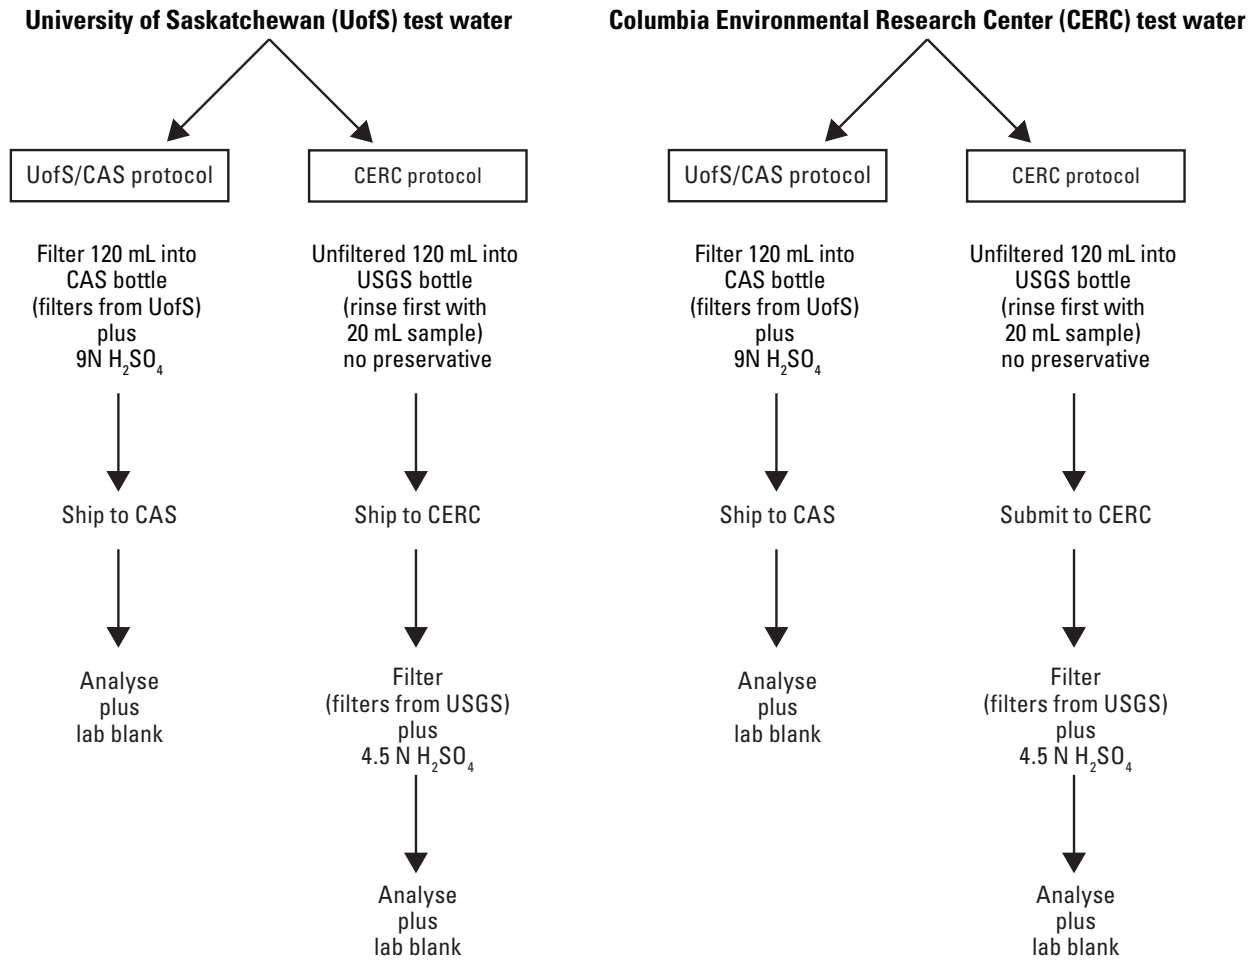 University of Saskatchewan (UofS) test water
UofS/CAS protocol
Filter 120 mL into
CAS bottle
(filters from UofS)
plus
9N H₂SO₄
Ship to CAS
Analyse
plus
lab blank
CERC protocol
Unfiltered 120 mL into
USGS bottle
(rinse first with
20 mL sample)
no preservative
Ship to CERC
Filter
(filters from USGS)
plus
4.5 N H₂SO₄
Analyse
plus
lab blank
Columbia Environmental Research Center (CERC) test water
UofS/CAS protocol
Filter 120 mL into
CAS bottle
(filters from UofS)
plus
9N H₂SO₄
Ship to CAS
Analyse
plus
lab blank
CERC protocol
Unfiltered 120 mL into
USGS bottle
(rinse first with
20 mL sample)
no preservative
Submit to CERC
Filter
(filters from USGS)
plus
4.5 N H₂SO₄
Analyse
plus
lab blank